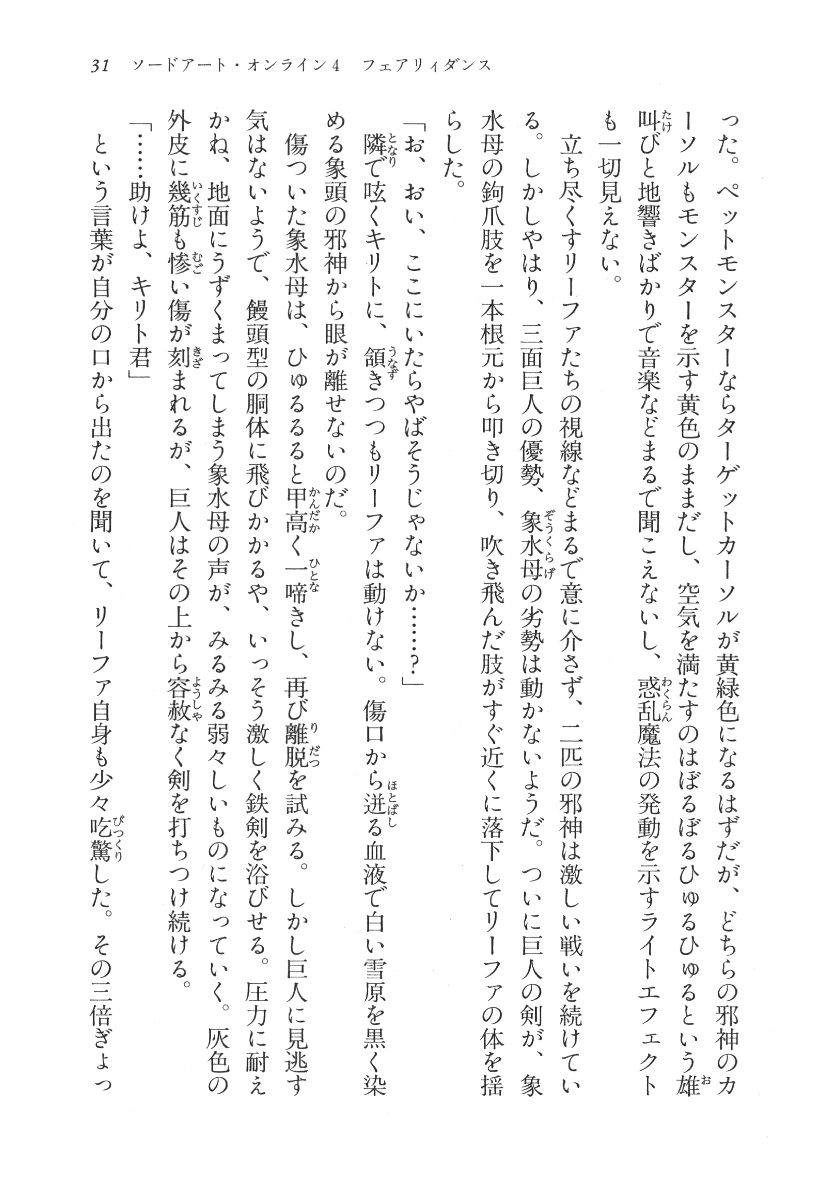 31　ソードアート・オンライン4　フェアリィダンス
った。ペットモンスターならターゲットカーソルが黄緑色になるはずだが、どちらの邪神のカ
ーソルもモンスターを示す黄色のままだし、空気を満たすのはぼるぼるひゅるひゅるという雄
叫びと地響きばかりで音楽などまるで聞こえないし、惑乱魔法の発動を示すライトエフェクト
も一切見えない。
　立ち尽くすリーファたちの視線などまるで意に介さず、二匹の邪神は激しい戦いを続けてい
る。しかしやはり、三面巨人の優勢、象水母の劣勢は動かないようだ。ついに巨人の剣が、象
水母の鉤爪肢を一本根元から叩き切り、吹き飛んだ肢がすぐ近くに落下してリーファの体を揺
らした。
「お、おい、ここにいたらやばそうじゃないか……?」
　隣で呟くキリトに、頷きつつもリーファは動けない。傷口から迸る血液で白い雪原を黒く染
める象頭の邪神から眼が離せないのだ。
　傷ついた象水母は、ひゅるるると甲高く一啼きし、再び離脱を試みる。しかし巨人に見逃す
気はないようで、饅頭型の胴体に飛びかかるや、いっそう激しく鉄剣を浴びせる。圧力に耐え
かね、地面にうずくまってしまう象水母の声が、みるみる弱々しいものになっていく。灰色の
外皮に幾筋も惨い傷が刻まれるが、巨人はその上から容赦なく剣を打ちつけ続ける。
「……助けよ、キリト君」
　という言葉が自分の口から出たのを聞いて、リーファ自身も少々吃驚した。その三倍ぎょっ